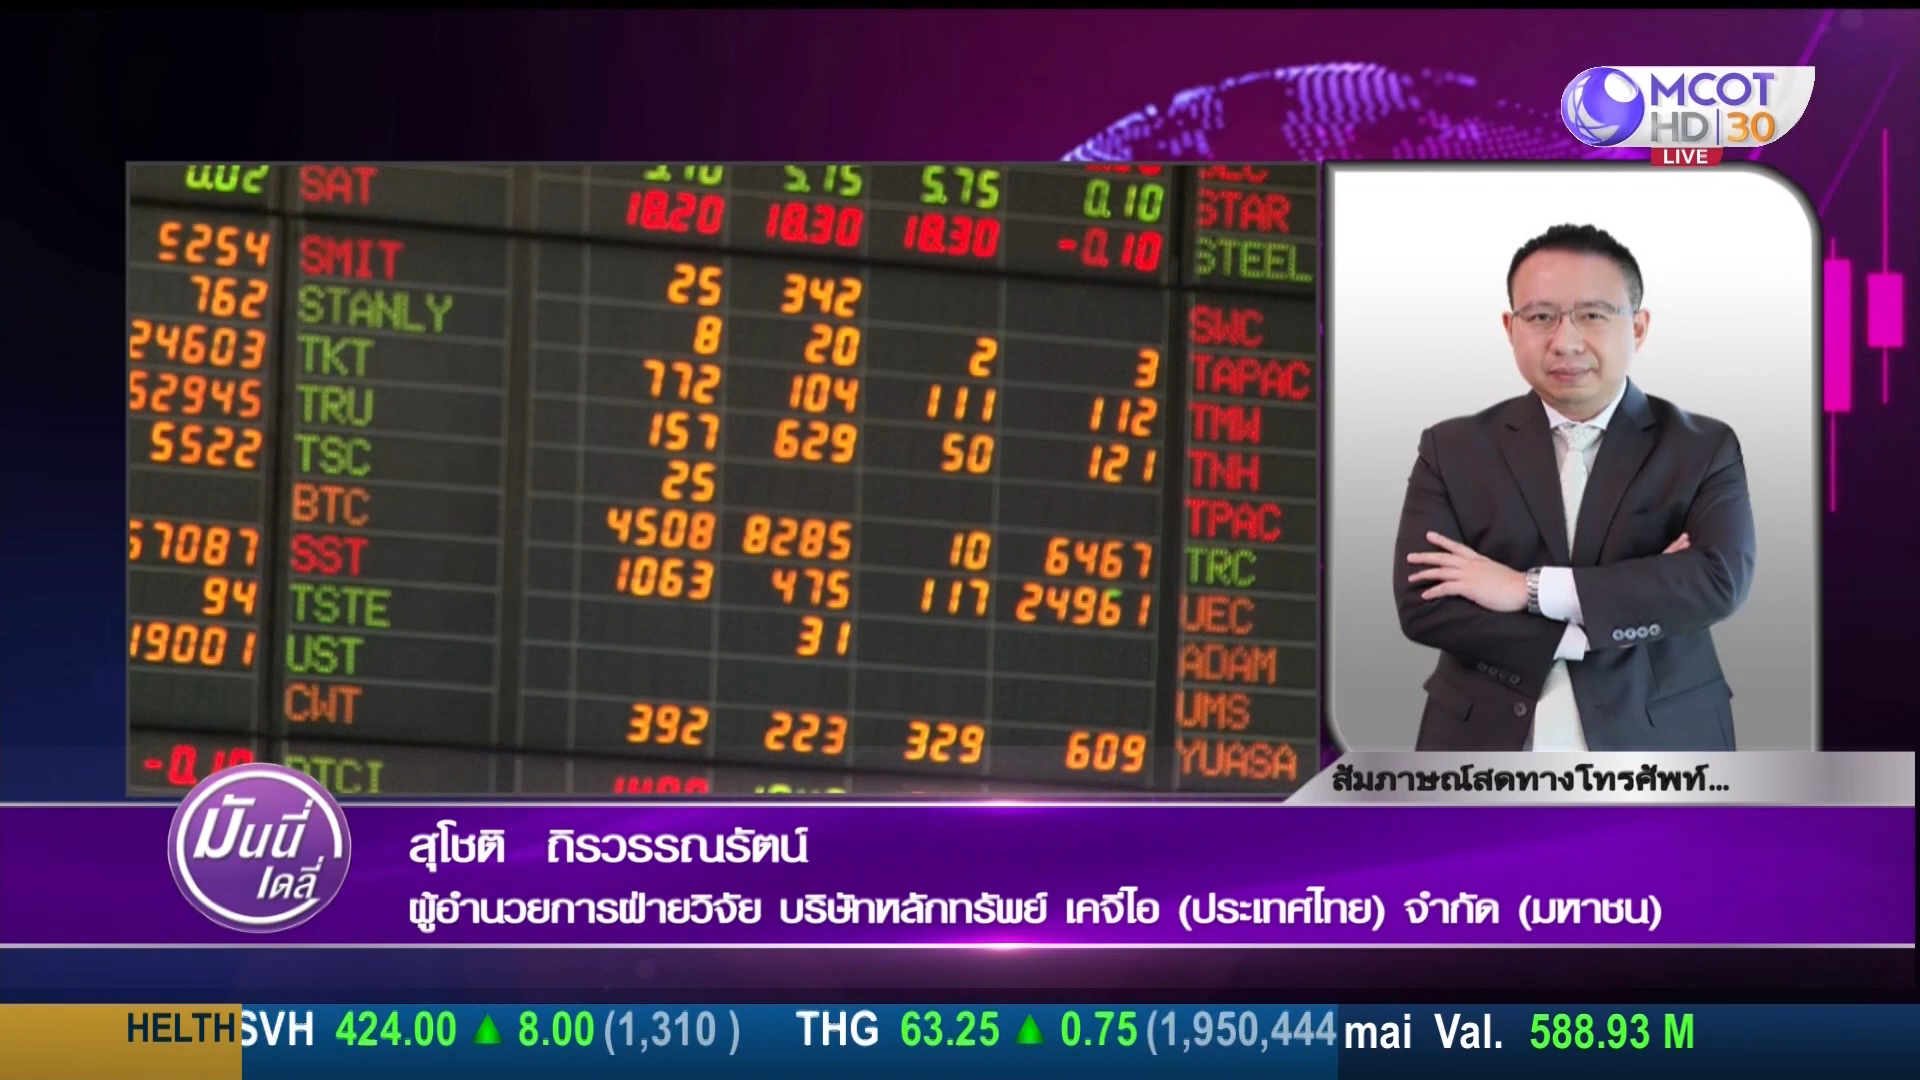 MCOT
HD 30
LIVE
0.02 SAT 5.75 5.75 0.10
18.20 18.30 18.30 -0.10 STAR
5254 SMIT STEEL
762 STANLY 25 342 SWC
24603 TKT 8 20 2 3 TAPAC
52945 TRU 772 104 111 112 TMW
5522 TSC 157 629 50 121 TNH
BTC 25 TPAC
57087 SST 4508 8285 10 6467 TRC
94 TSTE 1063 475 117 24961 UEC
19001 UST 31 ADAM
CWT UMS
-0.10 392 223 329 609 YUASA
สัมภาษณ์สดทางโทรศัพท์...
มันนี่
เดลี่
สุโชติ ถิรวรรณรัตน์
ผู้อำนวยการฝ่ายวิจัย บริษัทหลักทรัพย์ เคจีไอ (ประเทศไทย) จำกัด (มหาชน)
HELTH SVH 424.00 ▲ 8.00 (1,310 ) THG 63.25 ▲ 0.75 (1,950,444 mai Val. 588.93 M